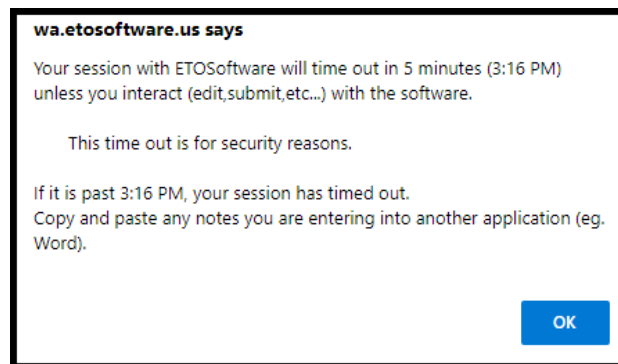 wa.etosoftware.us says
Your session with ETOSoftware will time out in 5 minutes (3:16 PM)
unless you interact (edit,submit,etc...) with the software.
This time out is for security reasons.
If it is past 3:16 PM, your session has timed out.
Copy and paste any notes you are entering into another application (eg.
Word).
OK